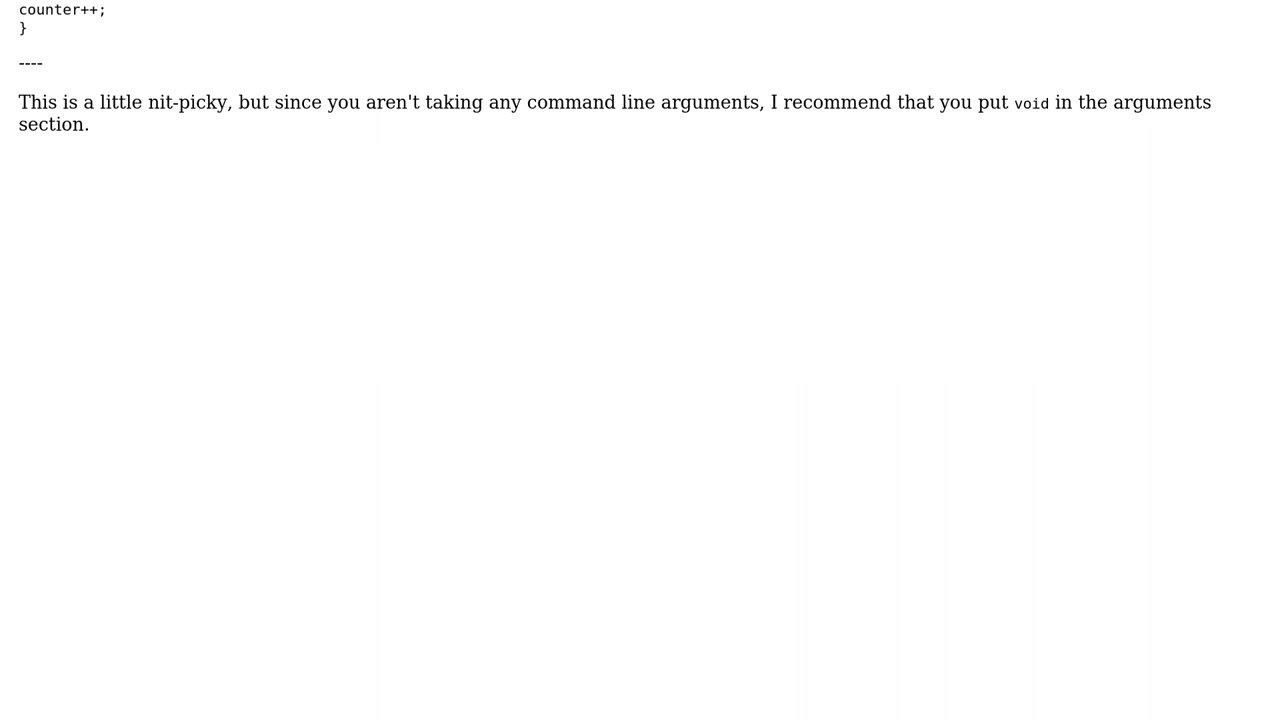 counter++;
}
----
This is a little nit-picky, but since you aren't taking any command line arguments, I recommend that you put void in the arguments
section.